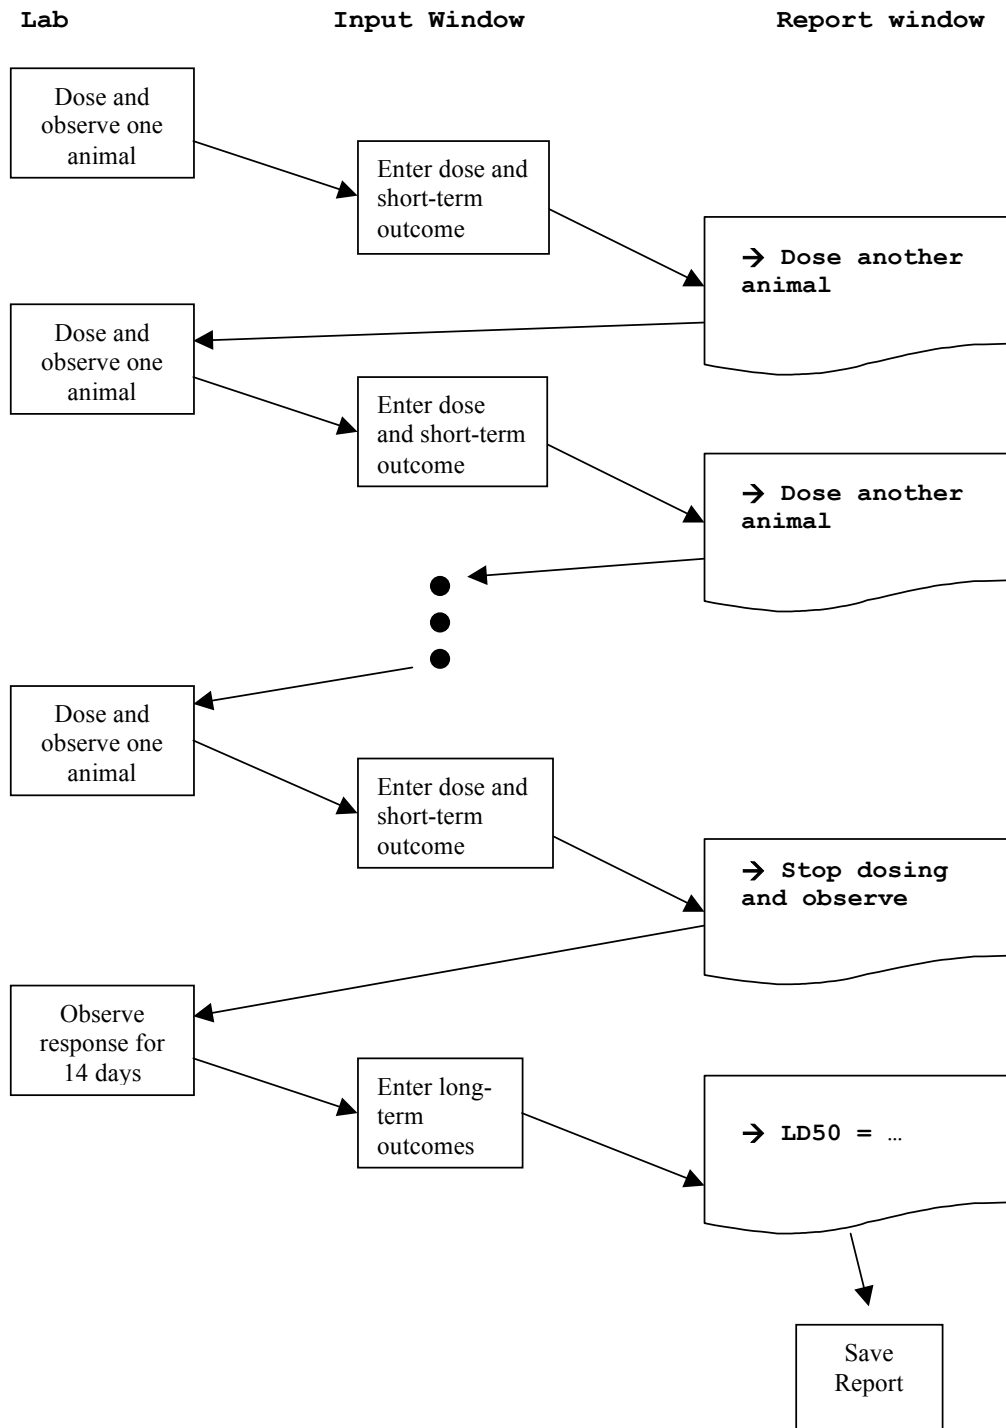 Lab Input Window Report window
Dose and
observe one
animal
Enter dose and
short-term
outcome
→ Dose another
animal
Dose and
observe one
animal
Enter dose
and short-term
outcome
→ Dose another
animal
Dose and
observe one
animal
Enter dose and
short-term
outcome
→ Stop dosing
and observe
Observe
response for
14 days
Enter long-
term
outcomes
→ LD50 = …
Save
Report